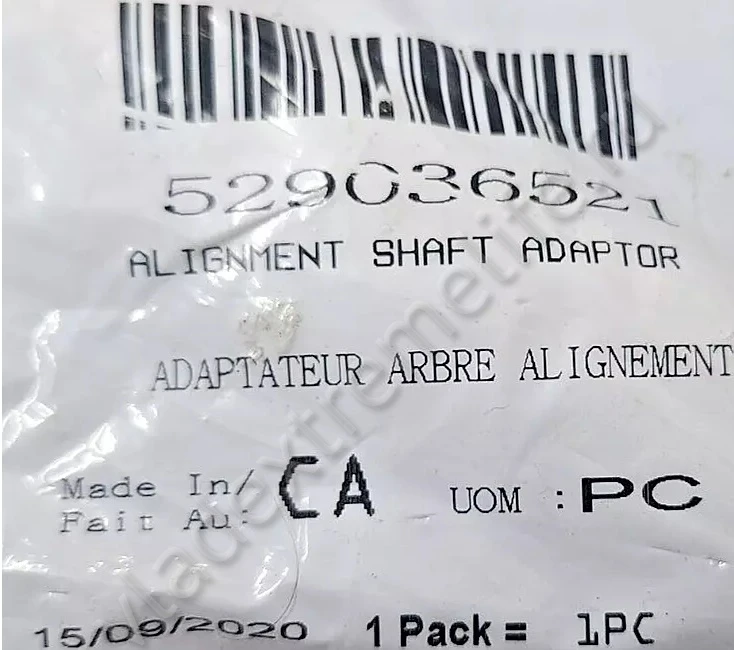 529036521
ALIGNMENT SHAFT ADAPTOR
ADAPTATEUR ARBRE ALIGNEMENT
Made In/ CA UOM : PC
Fait Au:
15/09/2020 1 Pack = 1PC